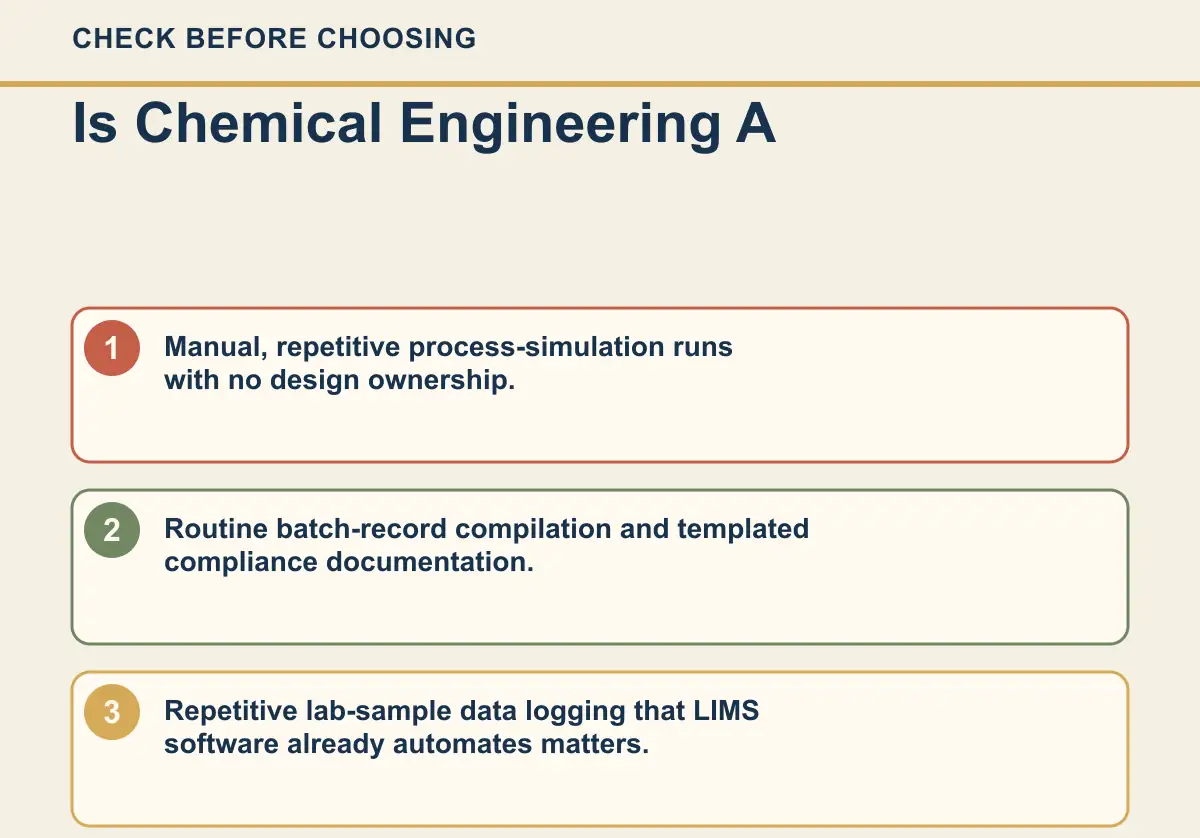 CHECK BEFORE CHOOSING
Is Chemical Engineering A
1
Manual, repetitive process-simulation runs
with no design ownership.
2
Routine batch-record compilation and templated
compliance documentation.
3
Repetitive lab-sample data logging that LIMS
software already automates matters.